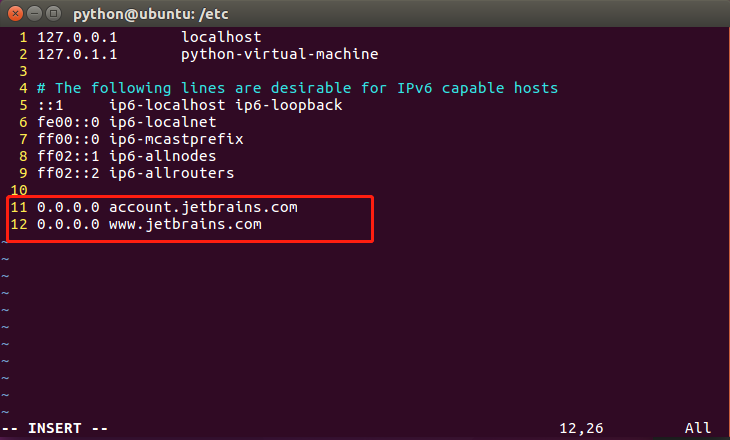 python@ubuntu: /etc
1 127.0.0.1       localhost
2 127.0.1.1       python-virtual-machine
3
4 # The following lines are desirable for IPv6 capable hosts
5 ::1     ip6-localhost ip6-loopback
6 fe00::0 ip6-localnet
7 ff00::0 ip6-mcastprefix
8 ff02::1 ip6-allnodes
9 ff02::2 ip6-allrouters
10
11 0.0.0.0 account.jetbrains.com
12 0.0.0.0 www.jetbrains.com
~
~
~
~
~
~
~
~
~
~
~
-- INSERT --                                                  12,26         All